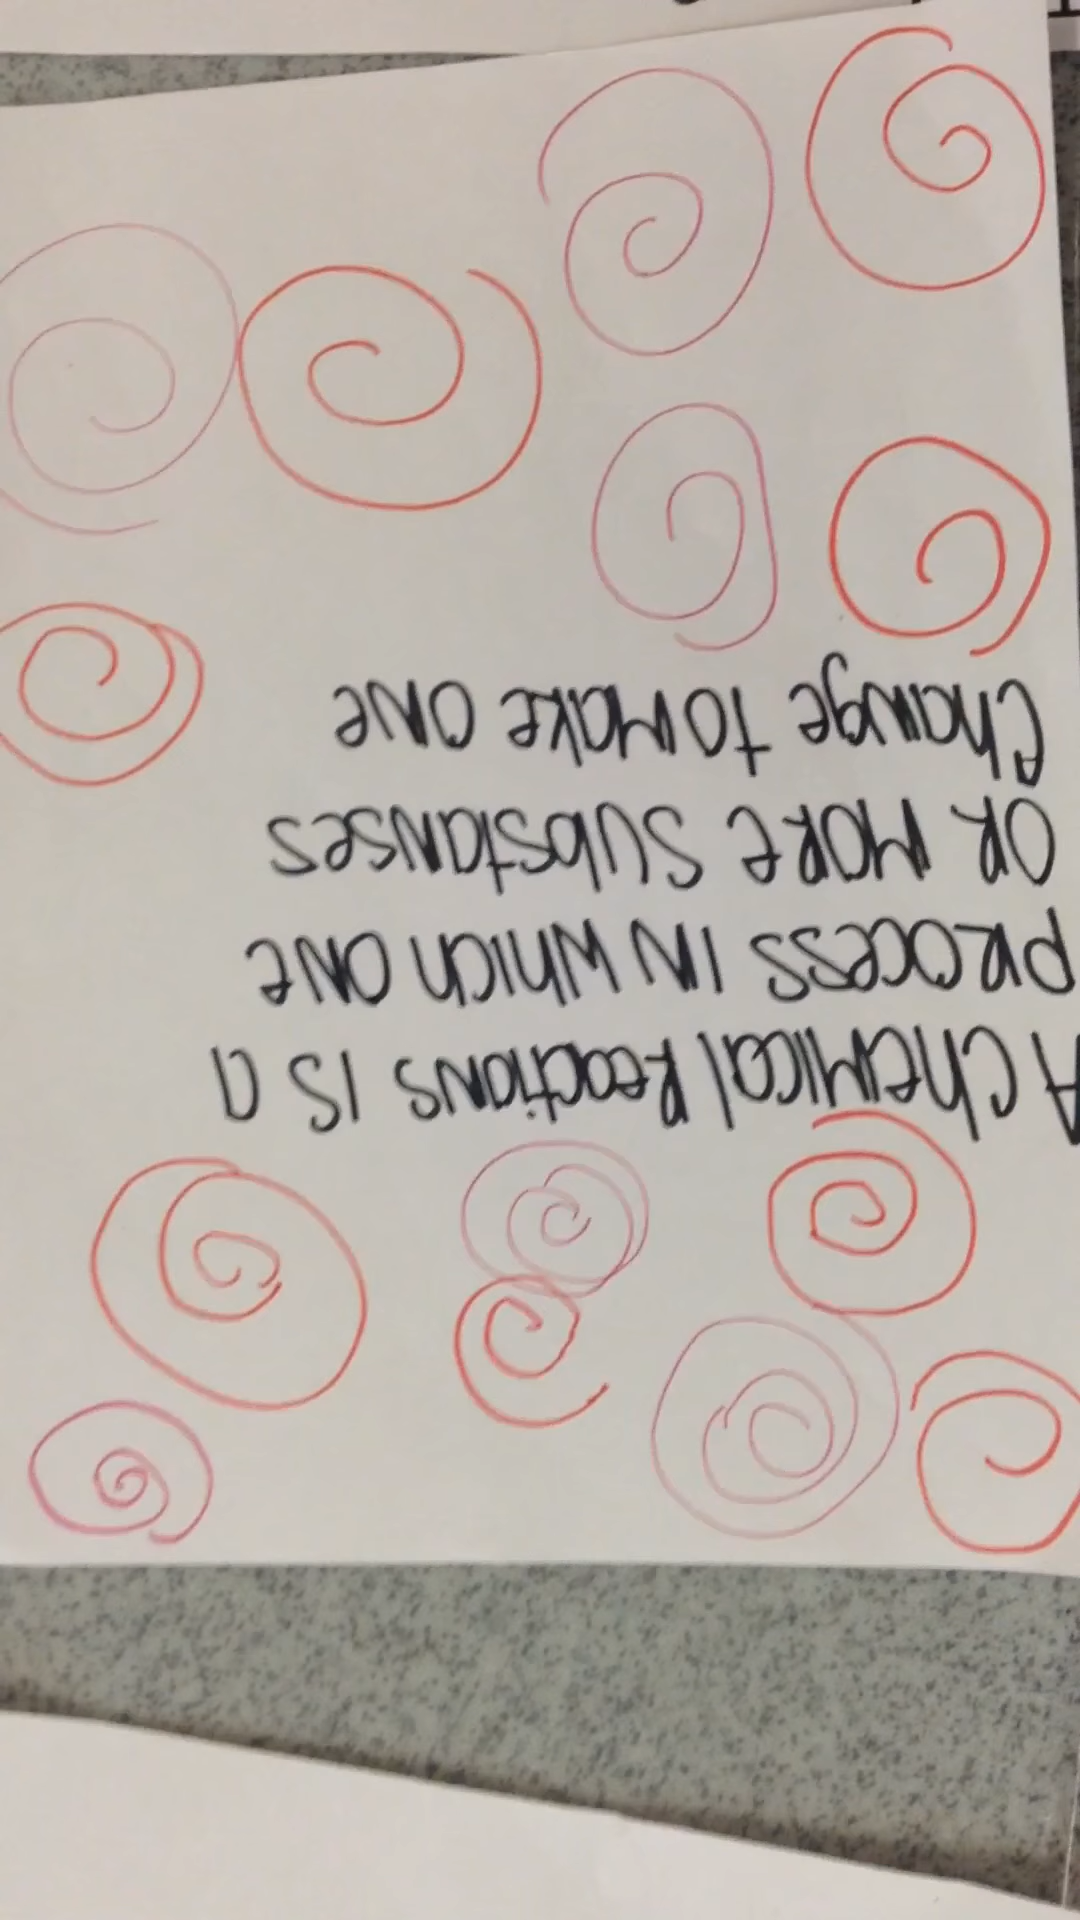 A Chemical Reactions is a
process in which one
or more substanses
Change to make one